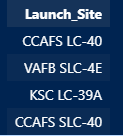 Launch_Site
CCAFS LC-40
VAFB SLC-4E
KSC LC-39A
CCAFS SLC-40